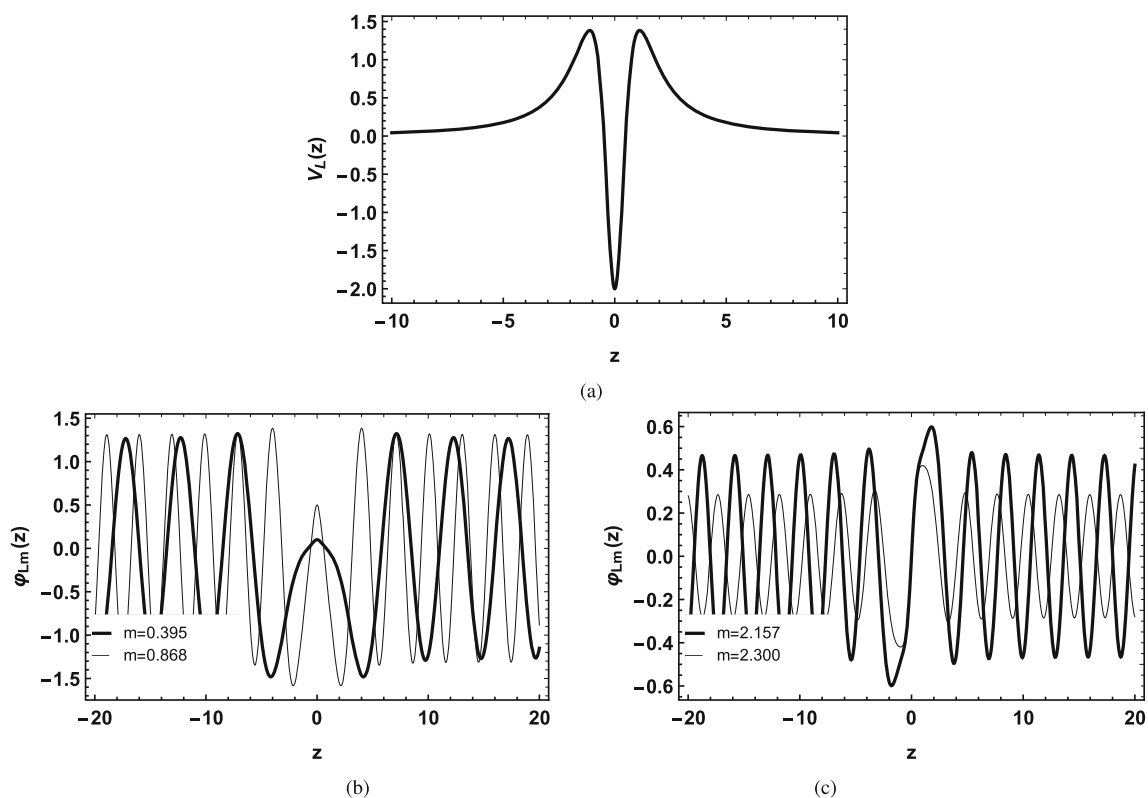 1.5
1.0
0.5
0.0
−0.5
−1.0
−1.5
−2.0
V_L(z)
−10 −5 0 5 10
z
(a)
1.5
1.0
0.5
0.0
−0.5
−1.0
−1.5
φ_Lm(z)
m=0.395
m=0.868
−20 −10 0 10 20
z
(b)
0.6
0.4
0.2
0.0
−0.2
−0.4
−0.6
φ_Lm(z)
m=2.157
m=2.300
−20 −10 0 10 20
z
(c)